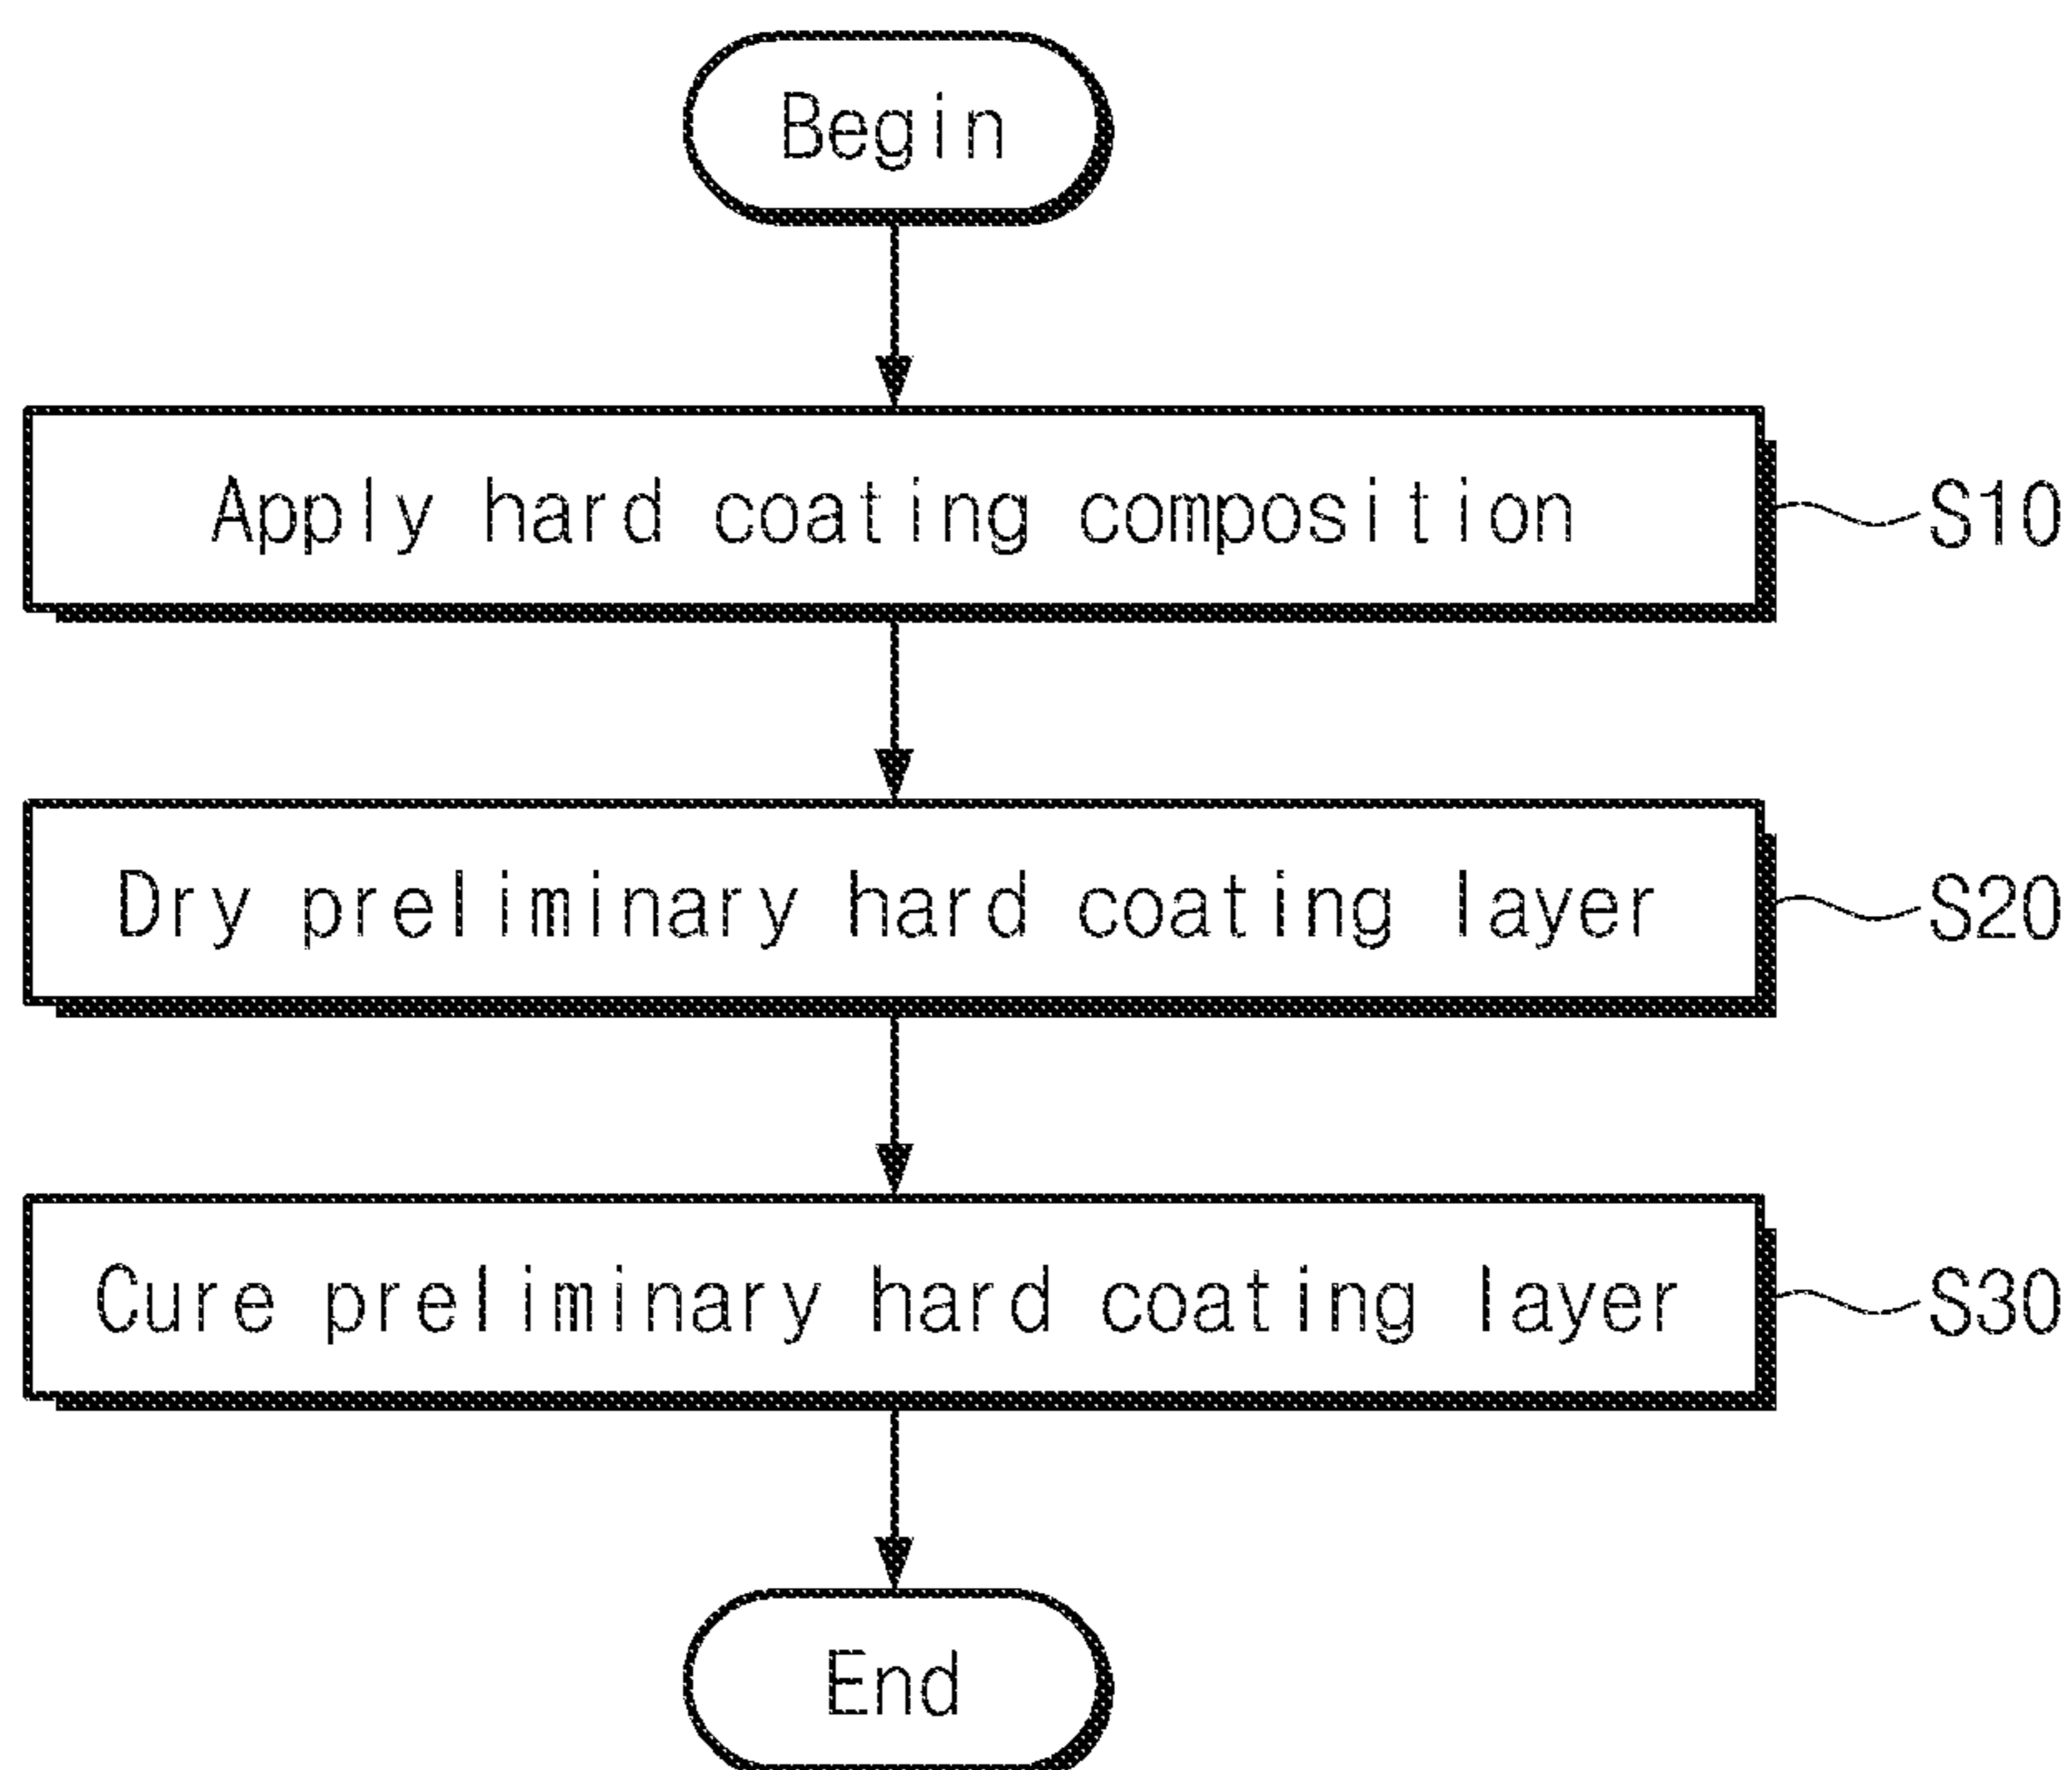 Begin
Apply hard coating composition
S10
Dry preliminary hard coating layer
S20
Cure preliminary hard coating layer
S30
End